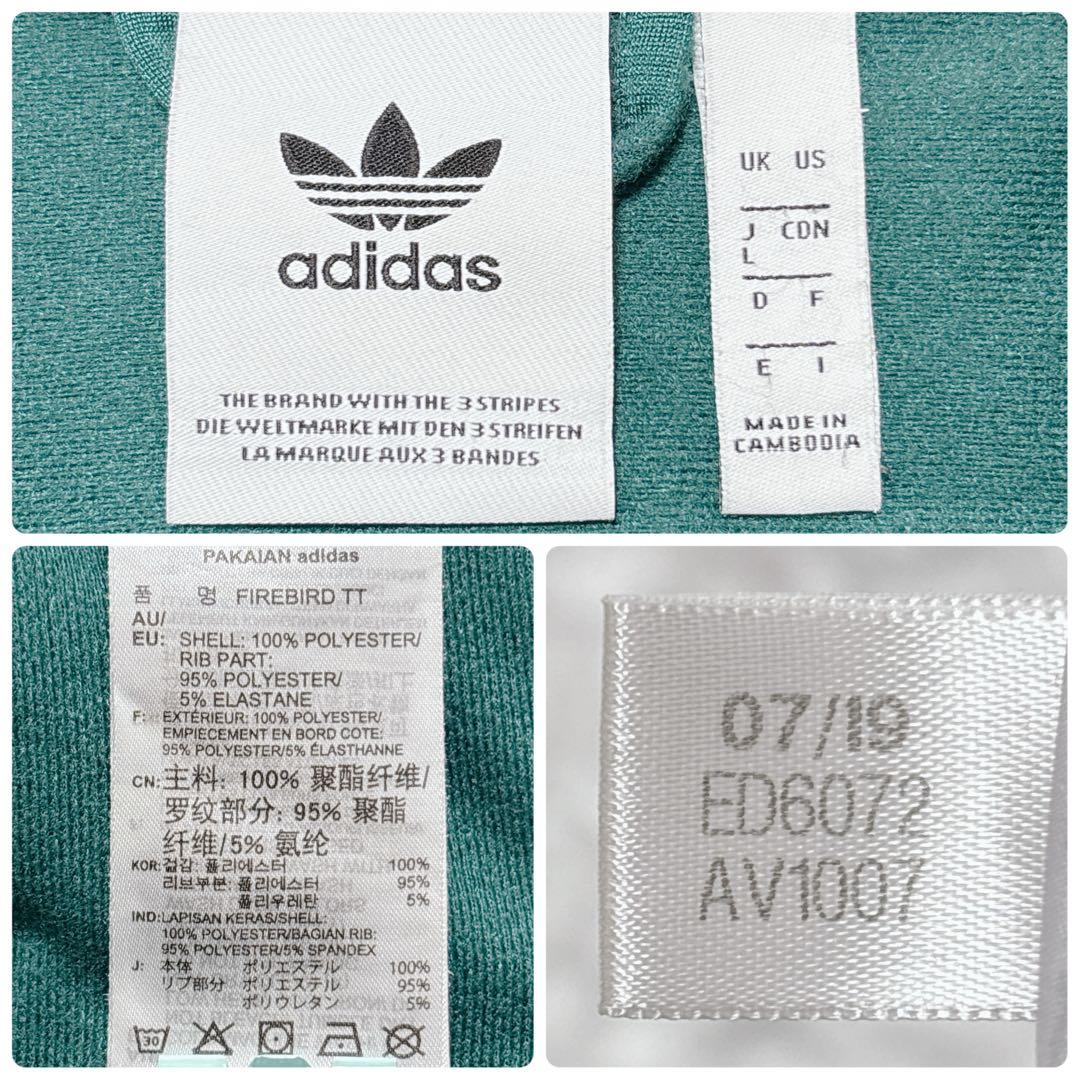 adidas
THE BRAND WITH THE 3 STRIPES
DIE WELTMARKE MIT DEN 3 STREIFEN
LA MARQUE AUX 3 BANDES
UK US
J CDN
L
D F
E I
MADE IN
CAMBODIA
PAKAIAN adidas
품 명 FIREBIRD TT
AU/
EU: SHELL: 100% POLYESTER/
RIB PART:
95% POLYESTER/
5% ELASTANE
F: EXTÉRIEUR: 100% POLYESTER/
EMPIECEMENT EN BORD COTE:
95% POLYESTER/5% ÉLASTHANNE
CN: 主料: 100% 聚酯纤维/
罗纹部分: 95% 聚酯
纤维/5% 氨纶
KOR: 겉감: 폴리에스터 100%
리브부분: 폴리에스터 95%
폴리우레탄 5%
IND: LAPISAN KERAS/SHELL:
100% POLYESTER/BAGIAN RIB:
95% POLYESTER/5% SPANDEX
J: 本体 ポリエステル 100%
リブ部分 ポリエステル 95%
ポリウレタン 5%
30
07/19
ED6072
AV1007